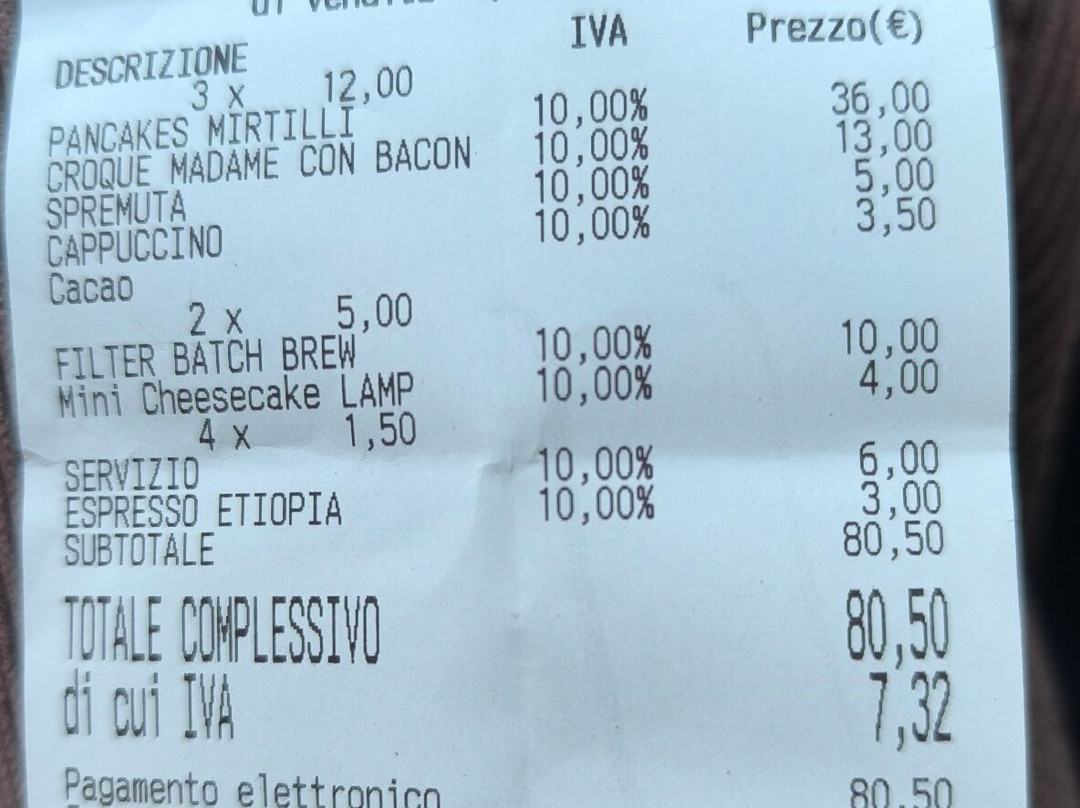 DESCRIZIONE IVA Prezzo(€)
3 x 12,00
PANCAKES MIRTILLI 10,00% 36,00
CROQUE MADAME CON BACON 10,00% 13,00
SPREMUTA 10,00% 5,00
CAPPUCCINO 10,00% 3,50
Cacao
2 x 5,00
FILTER BATCH BREW 10,00% 10,00
Mini Cheesecake LAMP 10,00% 4,00
4 x 1,50
SERVIZIO 10,00% 6,00
ESPRESSO ETIOPIA 10,00% 3,00
SUBTOTALE 80,50
TOTALE COMPLESSIVO 80,50
di cui IVA 7,32
Pagamento elettronico 80,50